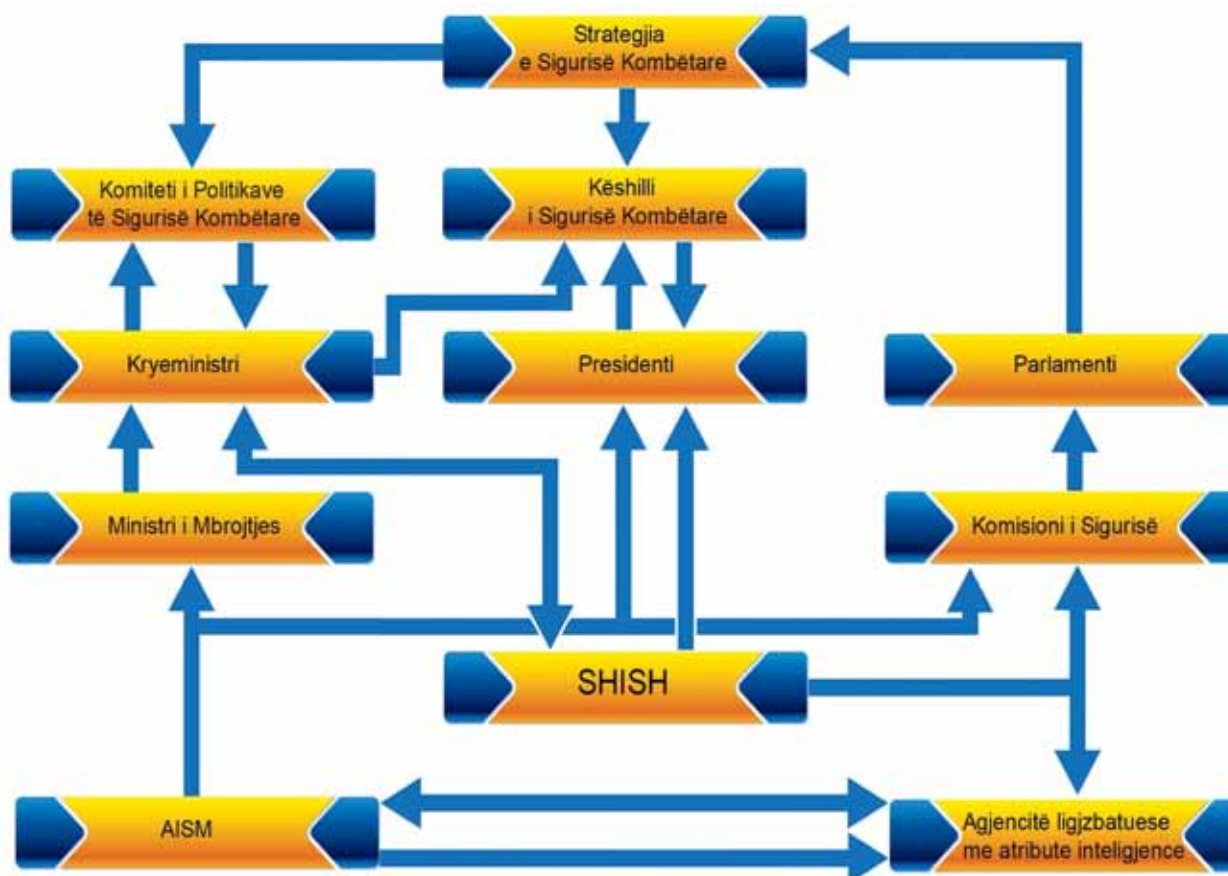 Strategjia
e Sigurisë Kombëtare
Komiteti i Politikave
të Sigurisë Kombëtare
Këshilli
i Sigurisë Kombëtare
Kryeministri
Presidenti
Parlamenti
Ministri i Mbrojtjes
Komisioni i Sigurisë
SHISH
AISM
Agjencitë ligjzbatuese
me atribute inteligjence